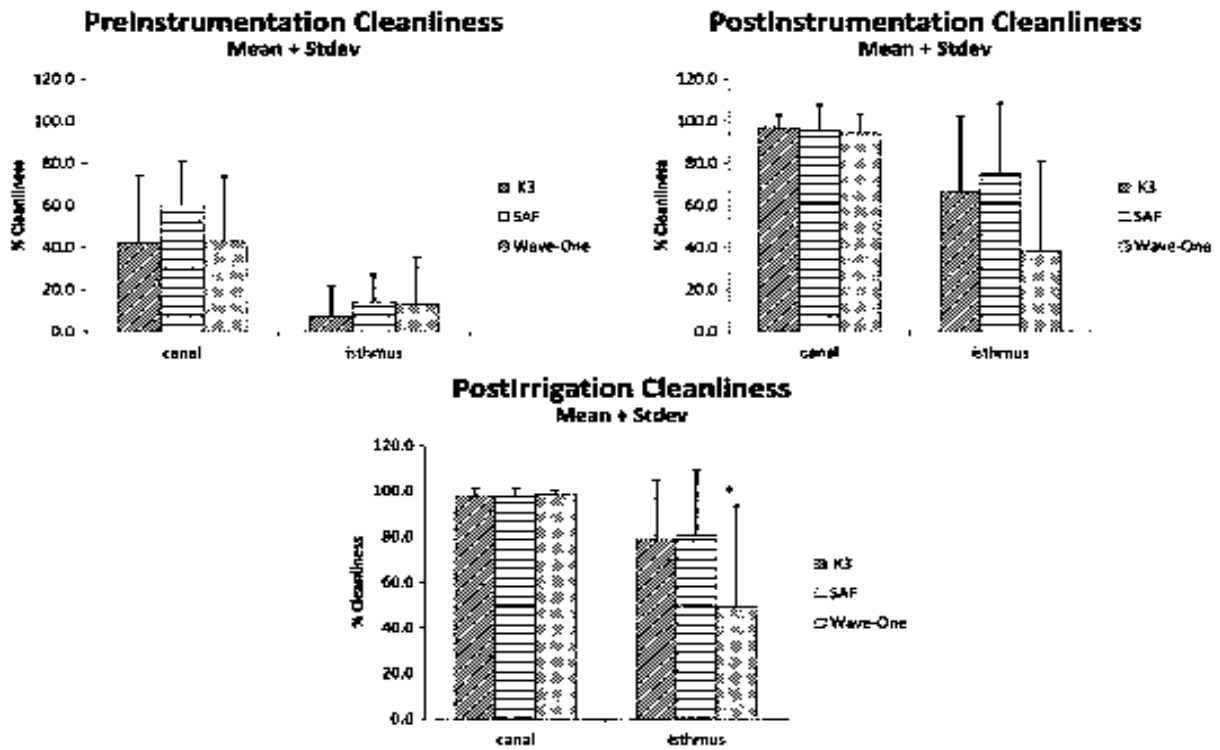 PreInstrumentation Cleanliness
Mean + Stdev
120.0
100.0
80.0
60.0
40.0
20.0
0.0
% Cleanliness
canal
isthmus
K3
SAF
Wave-One
PostInstrumentation Cleanliness
Mean + Stdev
120.0
100.0
80.0
60.0
40.0
20.0
0.0
% Cleanliness
canal
isthmus
K3
SAF
Wave-One
PostIrrigation Cleanliness
Mean + Stdev
120.0
100.0
80.0
60.0
40.0
20.0
0.0
% Cleanliness
*
canal
isthmus
K3
SAF
Wave-One